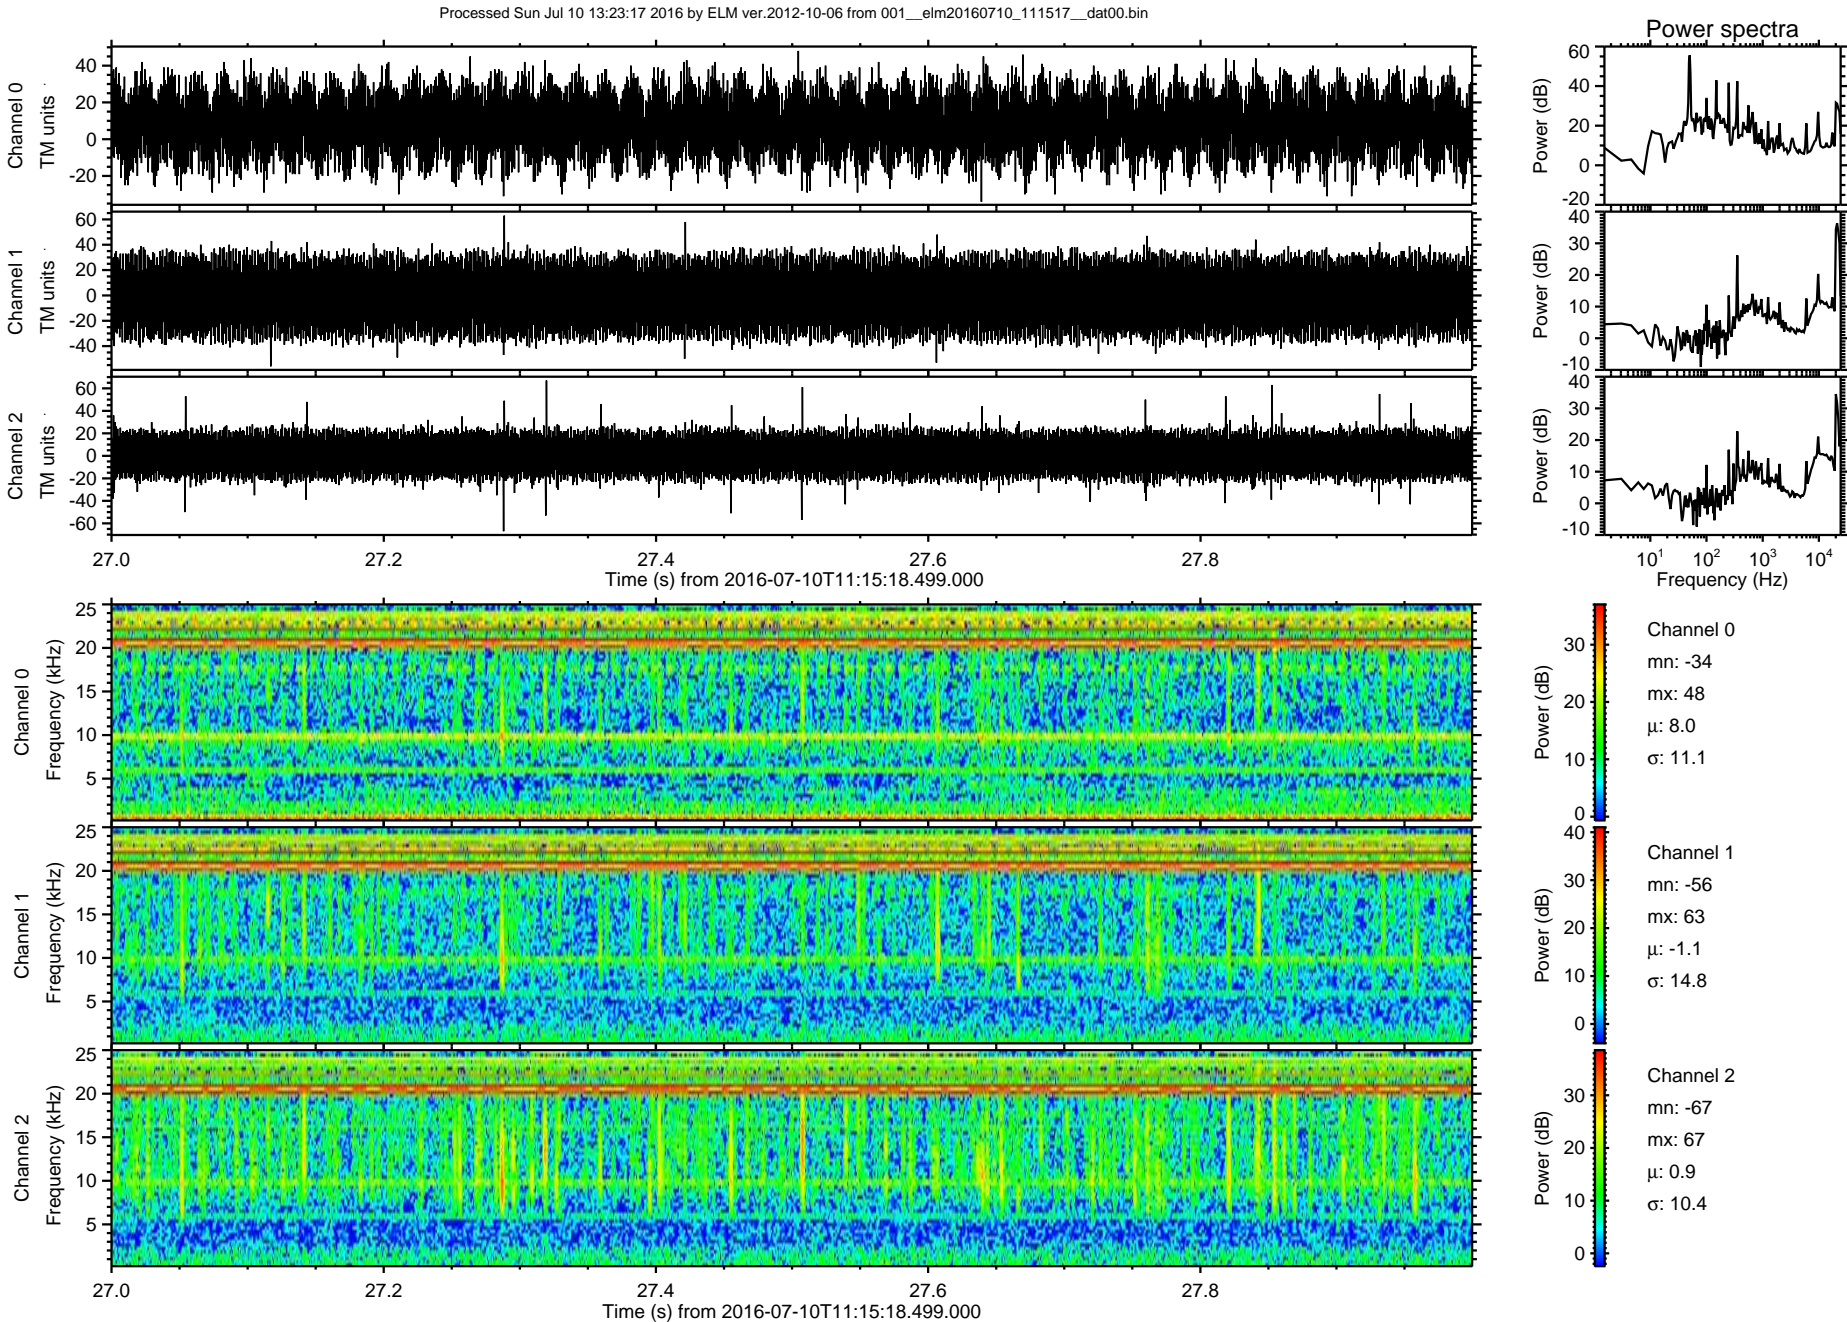 Processed Sun Jul 10 13:23:17 2016 by ELM ver.2012-10-06 from 001__elm20160710_111517__dat00.bin
Power spectra
Channel 0
TM units
40
20
0
-20
Power (dB)
60
40
20
0
-20
Channel 1
TM units
60
40
20
0
-20
-40
Power (dB)
40
30
20
10
0
-10
Channel 2
TM units
60
40
20
0
-20
-40
-60
Power (dB)
40
30
20
10
0
-10
27.0 27.2 27.4 27.6 27.8
Time (s) from 2016-07-10T11:15:18.499.000
10^1 10^2 10^3 10^4
Frequency (Hz)
Channel 0
Frequency (kHz)
25
20
15
10
5
Power (dB)
30
20
10
0
Channel 0
mn: -34
mx: 48
μ: 8.0
σ: 11.1
Channel 1
Frequency (kHz)
25
20
15
10
5
Power (dB)
40
30
20
10
0
Channel 1
mn: -56
mx: 63
μ: -1.1
σ: 14.8
Channel 2
Frequency (kHz)
25
20
15
10
5
Power (dB)
30
20
10
0
Channel 2
mn: -67
mx: 67
μ: 0.9
σ: 10.4
27.0 27.2 27.4 27.6 27.8
Time (s) from 2016-07-10T11:15:18.499.000